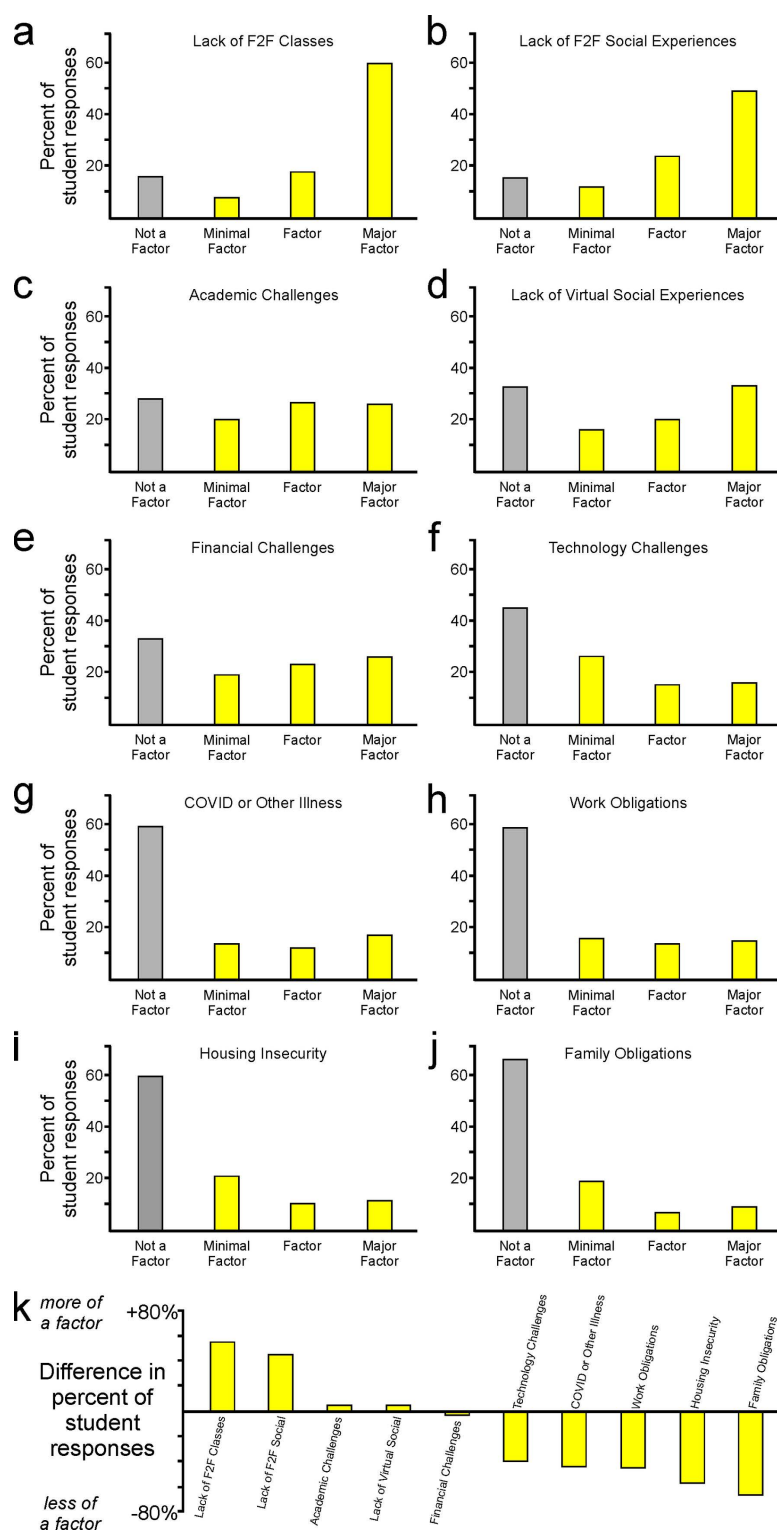 a
Lack of F2F Classes
Percent of
student responses
60
40
20
Not a
Factor
Minimal
Factor
Factor
Major
Factor
b
Lack of F2F Social Experiences
60
40
20
Not a
Factor
Minimal
Factor
Factor
Major
Factor
c
Academic Challenges
Percent of
student responses
60
40
20
Not a
Factor
Minimal
Factor
Factor
Major
Factor
d
Lack of Virtual Social Experiences
60
40
20
Not a
Factor
Minimal
Factor
Factor
Major
Factor
e
Financial Challenges
Percent of
student responses
60
40
20
Not a
Factor
Minimal
Factor
Factor
Major
Factor
f
Technology Challenges
60
40
20
Not a
Factor
Minimal
Factor
Factor
Major
Factor
g
COVID or Other Illness
Percent of
student responses
60
40
20
Not a
Factor
Minimal
Factor
Factor
Major
Factor
h
Work Obligations
60
40
20
Not a
Factor
Minimal
Factor
Factor
Major
Factor
i
Housing Insecurity
Percent of
student responses
60
40
20
Not a
Factor
Minimal
Factor
Factor
Major
Factor
j
Family Obligations
60
40
20
Not a
Factor
Minimal
Factor
Factor
Major
Factor
k
more of
a factor
+80%
Difference in
percent of
student
responses
less of
a factor
-80%
Lack of F2F Classes
Lack of F2F Social
Academic Challenges
Lack of Virtual Social
Financial Challenges
Technology Challenges
COVID or Other Illness
Work Obligations
Housing Insecurity
Family Obligations